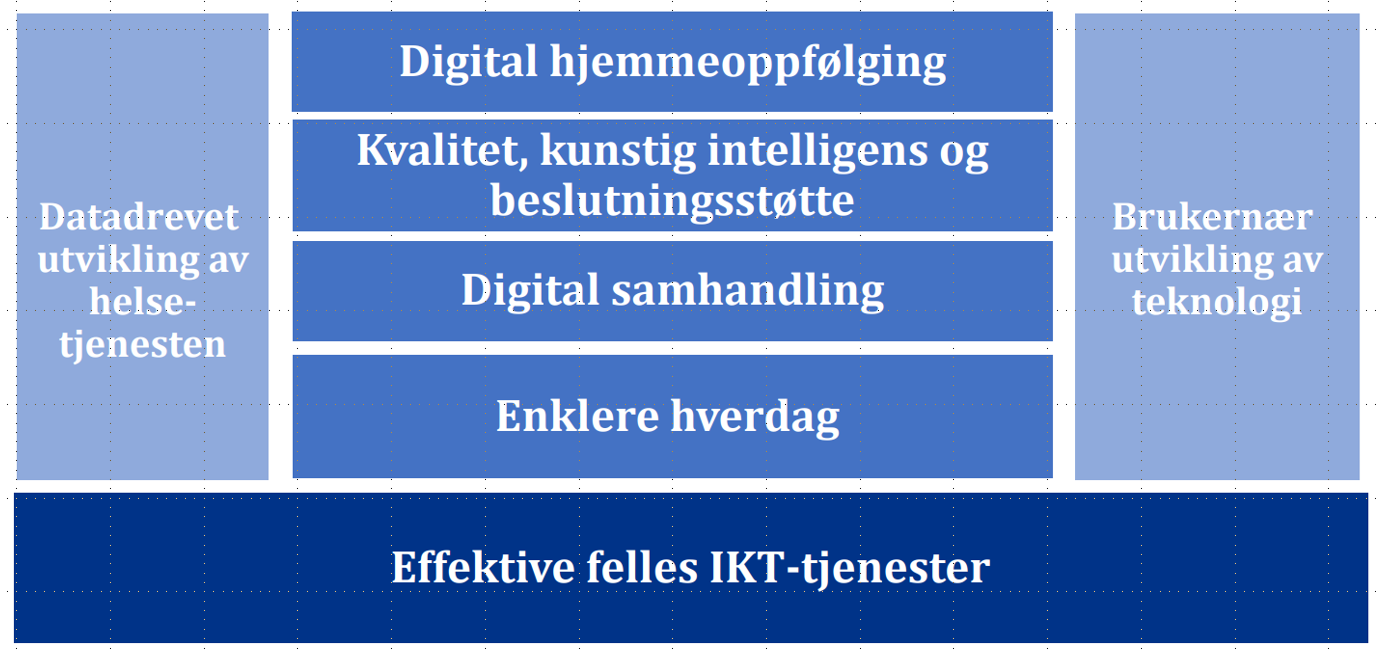 Digital hjemmeoppfølging
Kvalitet, kunstig intelligens og
beslutningsstøtte
Datadrevet
utvikling av
helse-
tjenesten
Digital samhandling
Brukernær
utvikling av
teknologi
Enklere hverdag
Effektive felles IKT-tjenester